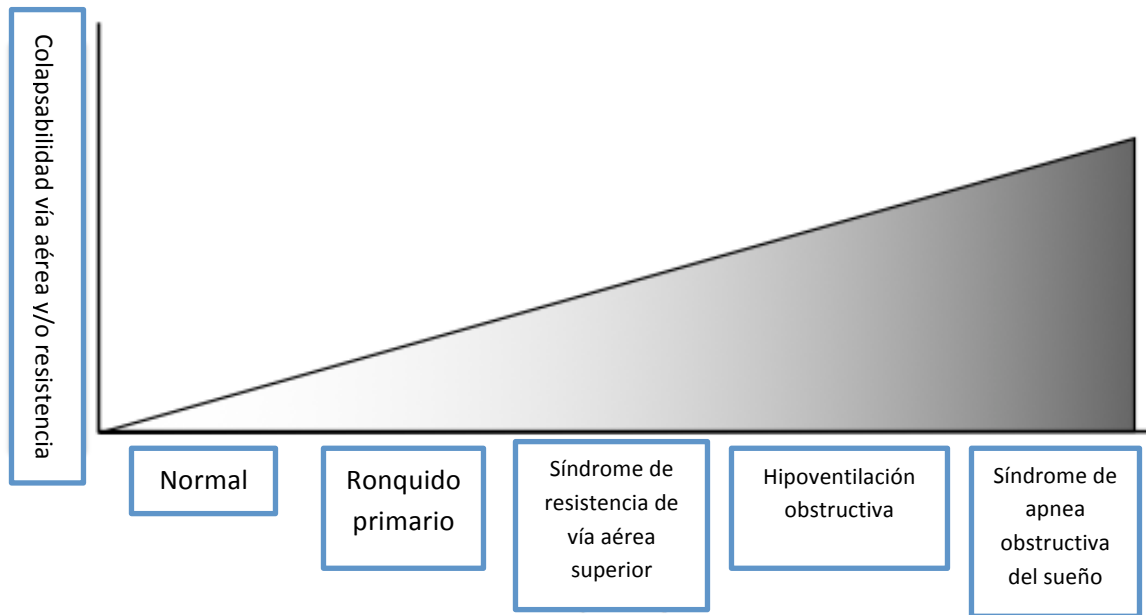 Colapsabilidad vía aérea y/o resistencia
Normal
Ronquido
primario
Síndrome de
resistencia de
vía aérea
superior
Hipoventilación
obstructiva
Síndrome de
apnea
obstructiva
del sueño